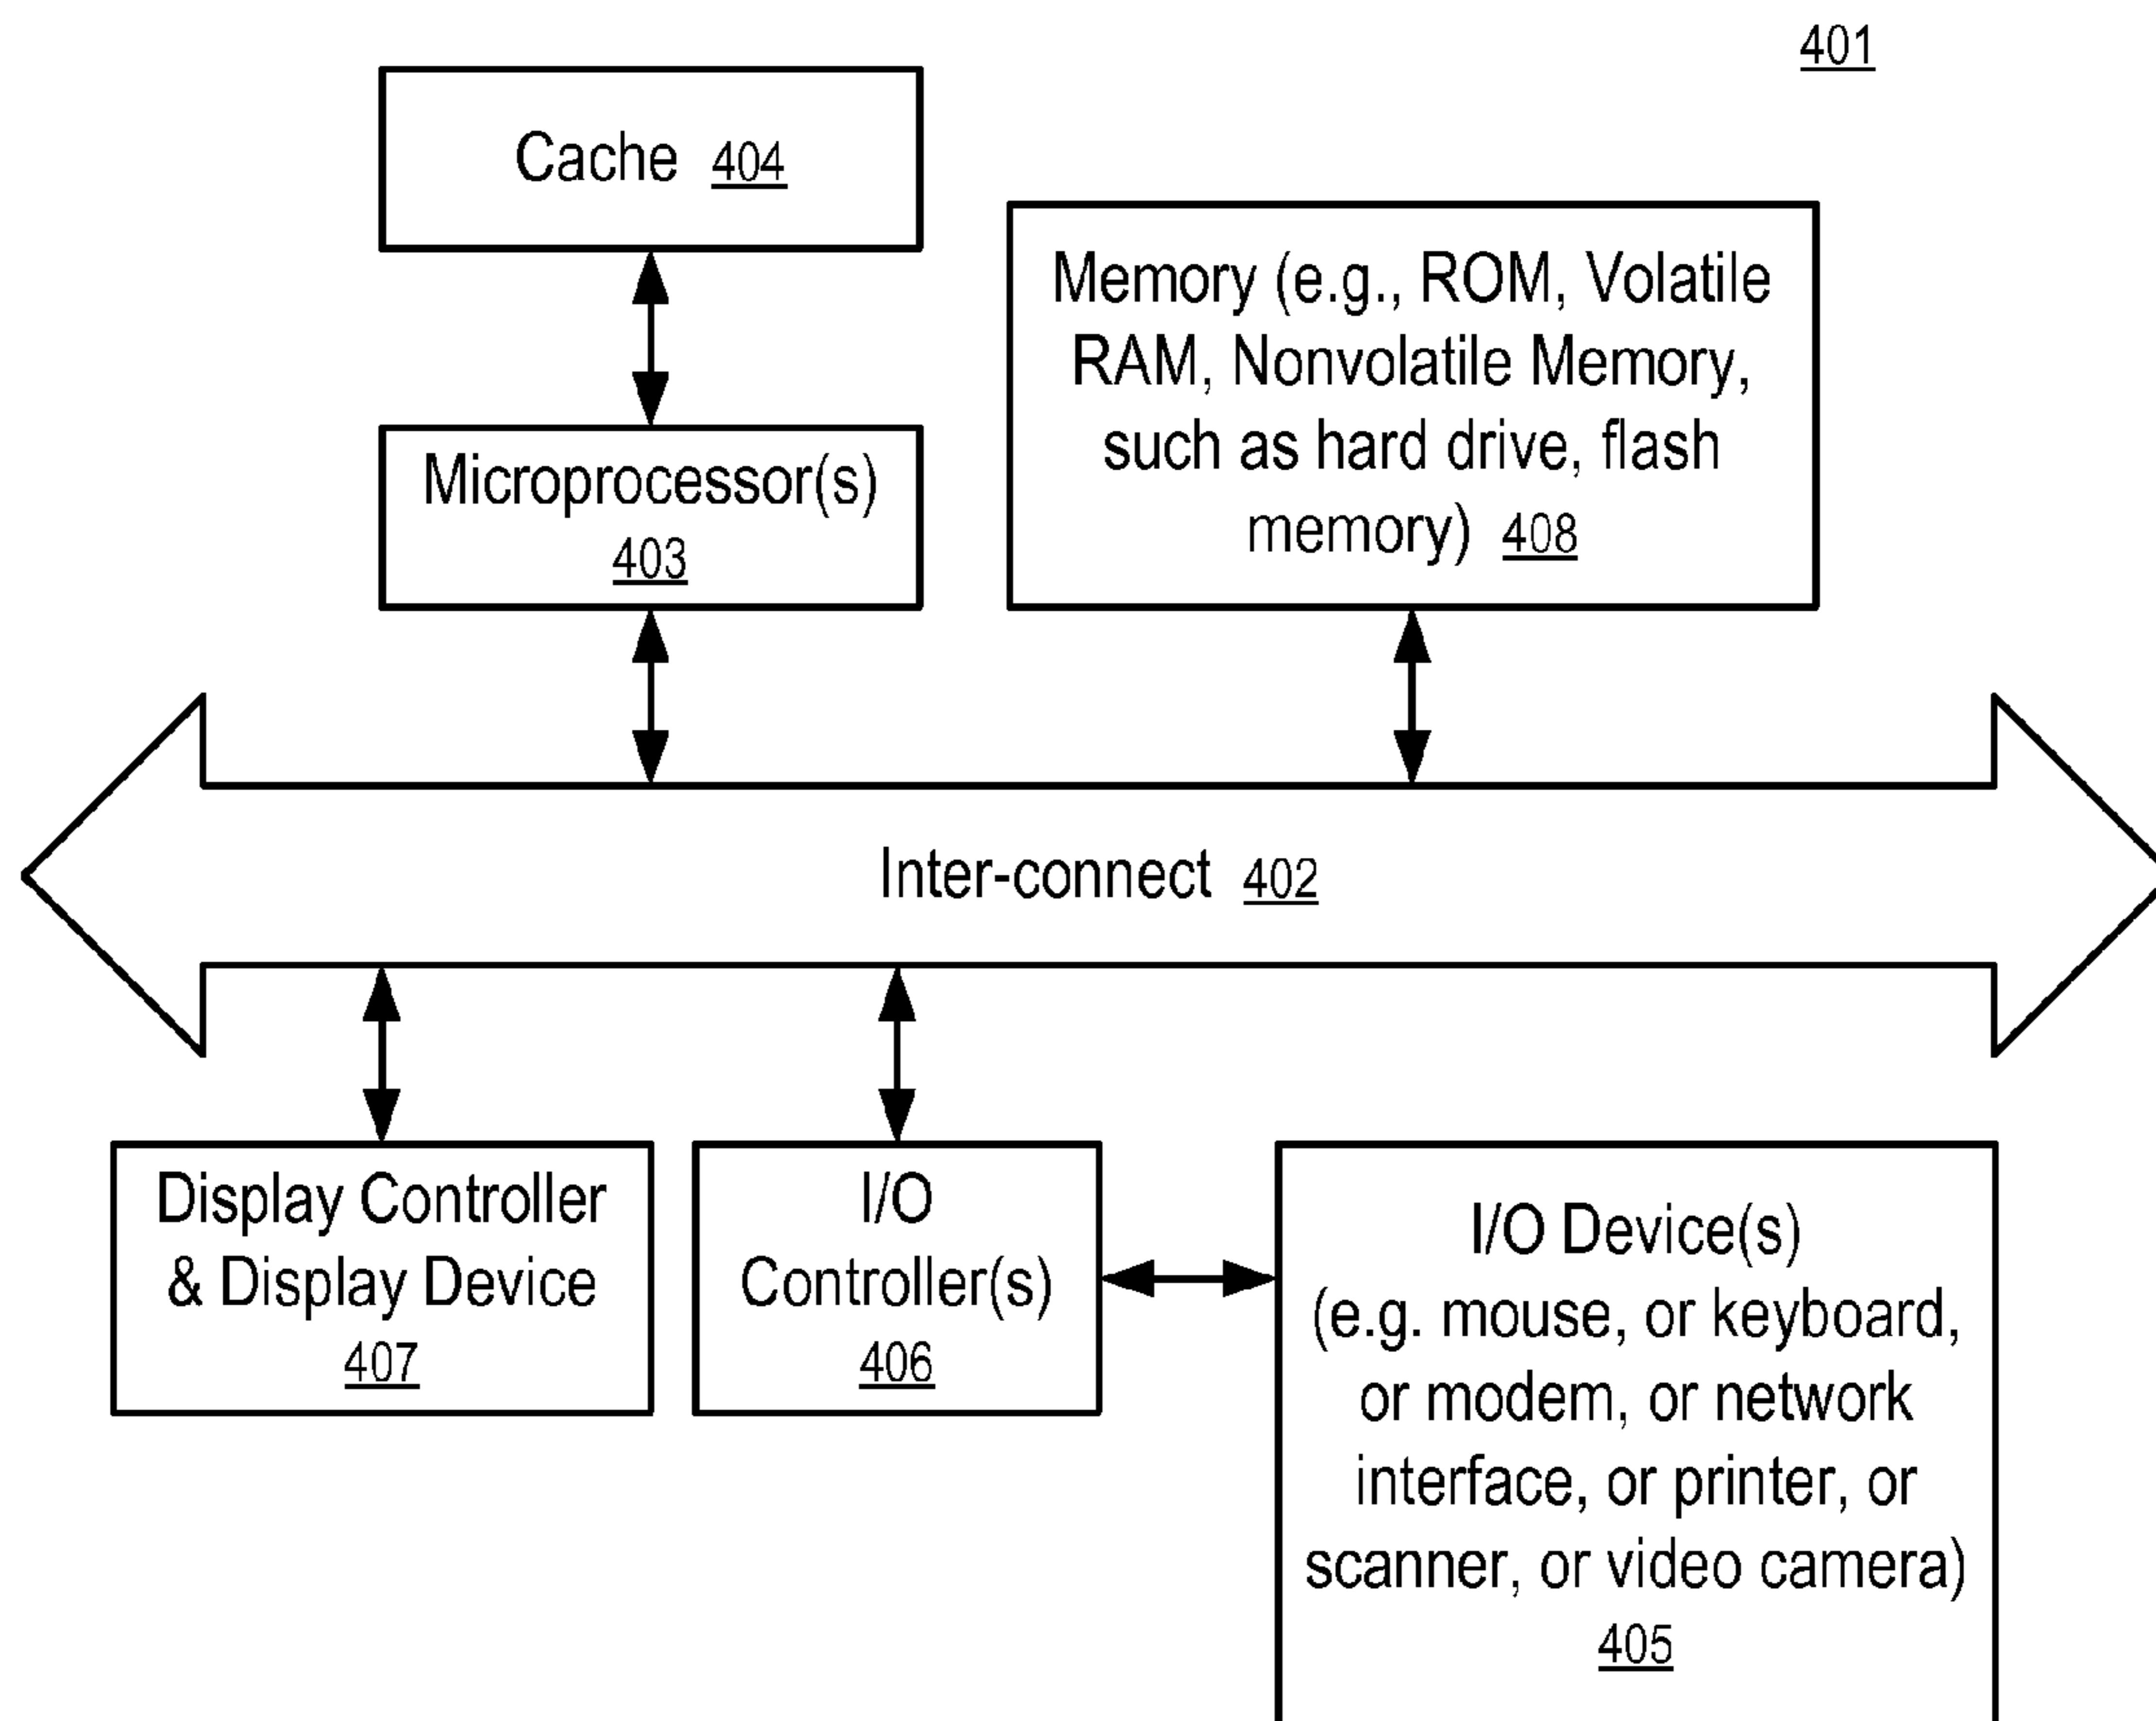 401
Cache 404
Memory (e.g., ROM, Volatile
RAM, Nonvolatile Memory,
such as hard drive, flash
memory) 408
Microprocessor(s)
403
Inter-connect 402
Display Controller
& Display Device
407
I/O
Controller(s)
406
I/O Device(s)
(e.g. mouse, or keyboard,
or modem, or network
interface, or printer, or
scanner, or video camera)
405